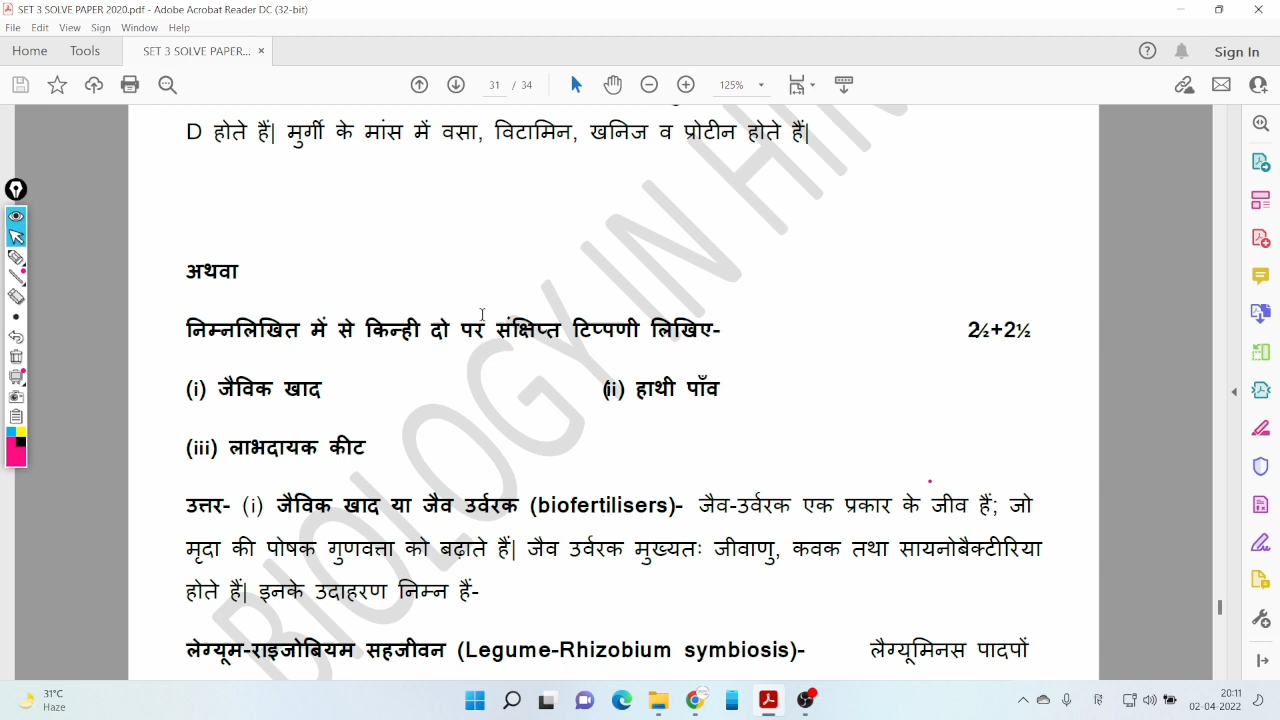 SET 3 SOLVE PAPER 2020.pdf - Adobe Acrobat Reader DC (32-bit)
File Edit View Sign Window Help
Home Tools SET 3 SOLVE PAPER... × Sign In
31 / 34 125%
D होते हैं| मुर्गी के मांस में वसा, विटामिन, खनिज व प्रोटीन होते हैं|
अथवा
निम्नलिखित में से किन्ही दो पर संक्षिप्त टिप्पणी लिखिए- 2½+2½
(i) जैविक खाद (ii) हाथी पाँव
(iii) लाभदायक कीट
उत्तर- (i) जैविक खाद या जैव उर्वरक (biofertilisers)- जैव-उर्वरक एक प्रकार के जीव हैं; जो
मृदा की पोषक गुणवत्ता को बढ़ाते हैं| जैव उर्वरक मुख्यतः जीवाणु, कवक तथा सायनोबैक्टीरिया
होते हैं| इनके उदाहरण निम्न हैं-
लेग्यूम-राइजोबियम सहजीवन (Legume-Rhizobium symbiosis)- लैग्यूमिनस पादपों
BIOLOGY IN HIN
31°C
Haze
20:11
02-04-2022